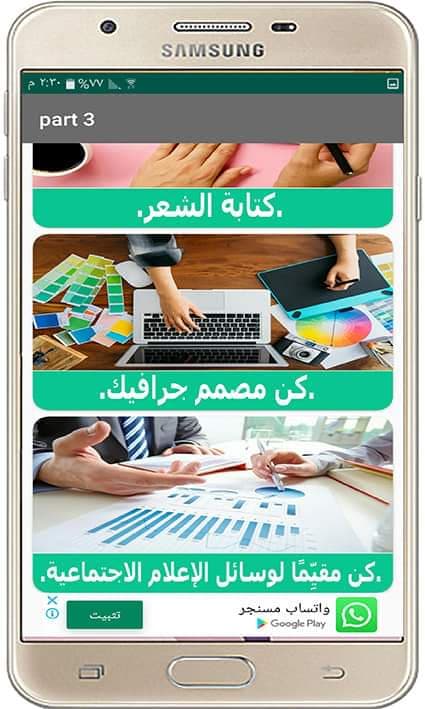 SAMSUNG
٢:٣٠ م ٧٧%
part 3
.كتابة الشعر.
.كن مصمم جرافيك.
.كن مقيِّمًا لوسائل الإعلام الاجتماعية.
واتساب مسنجر
Google Play
تثبيت